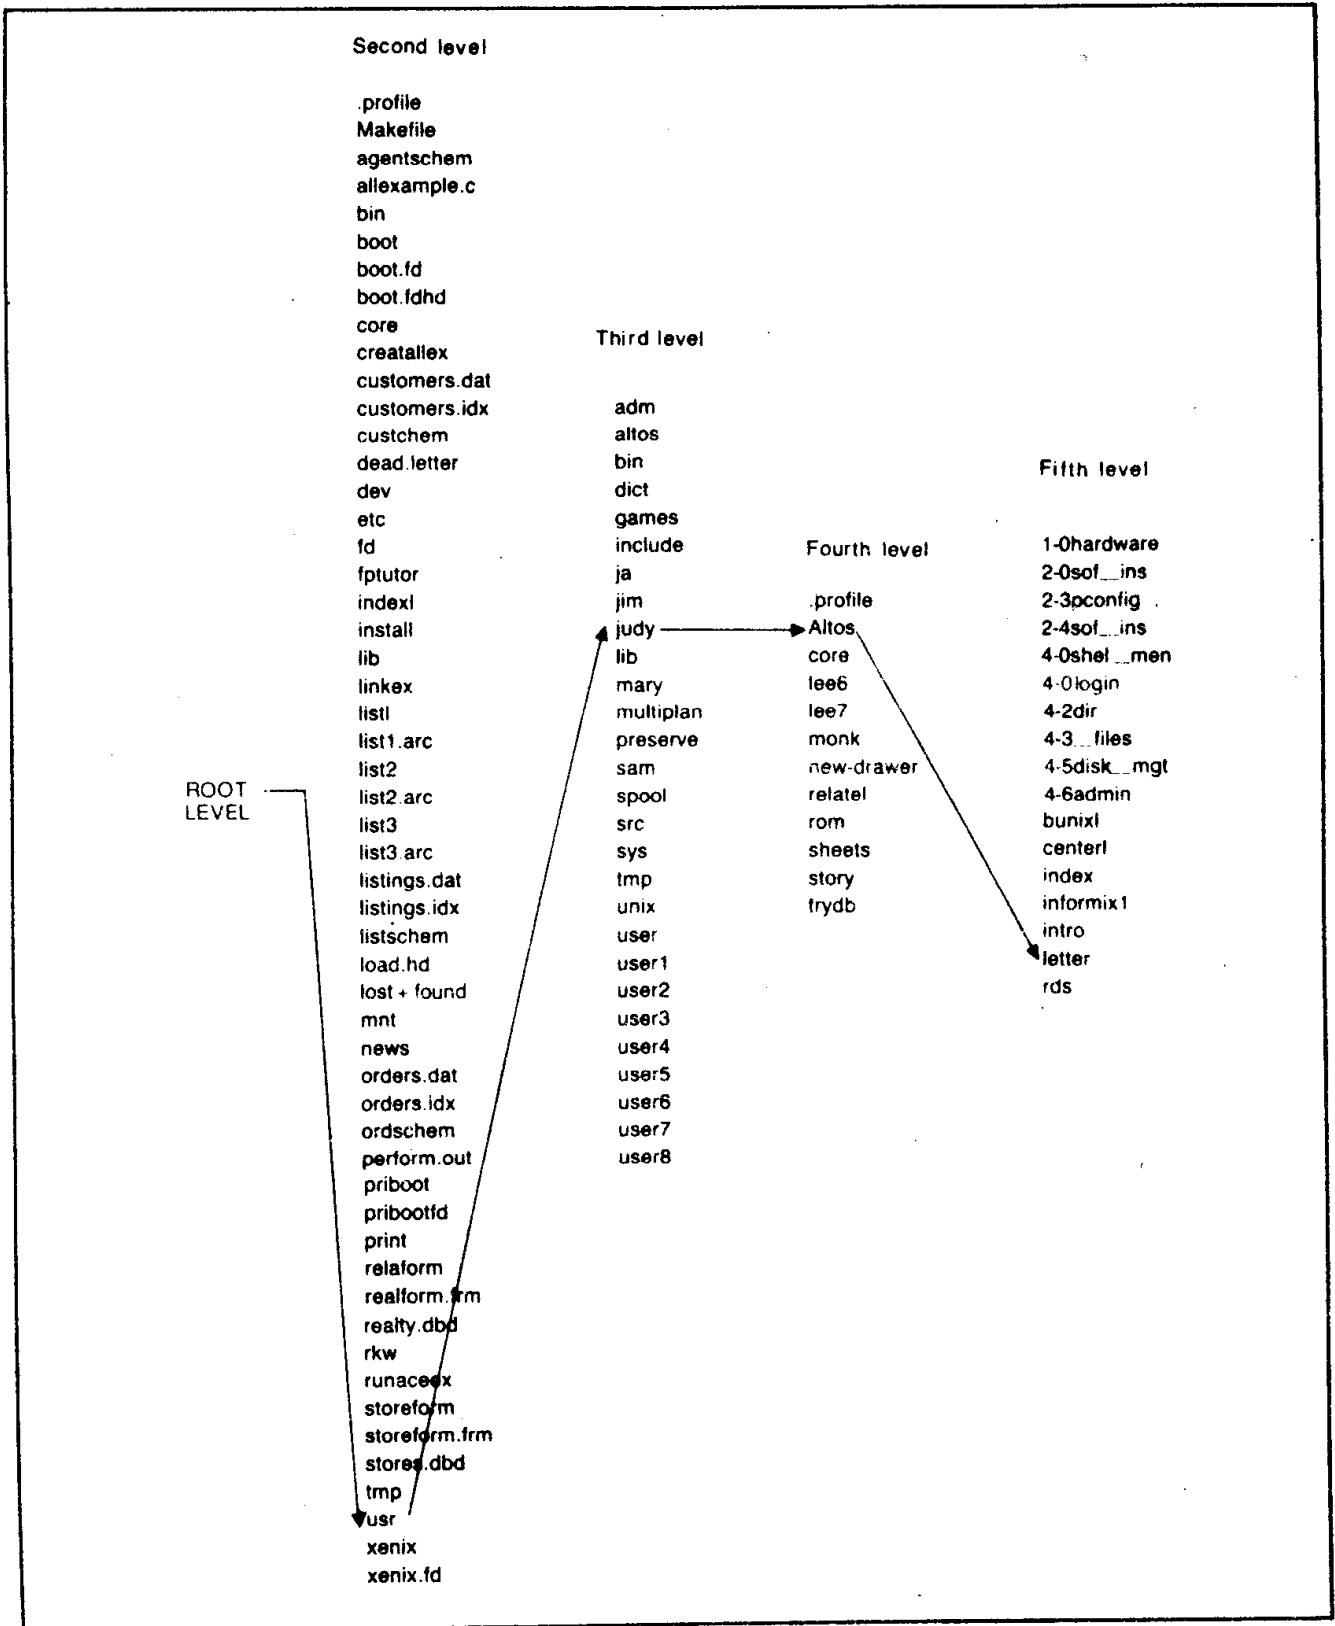 Second level
.profile
Makefile
agentschem
allexample.c
bin
boot
boot.fd
boot.fdhd
core
creatallex
customers.dat
customers.idx
custchem
dead.letter
dev
etc
fd
fptutor
indexl
install
lib
linkex
listl
list1.arc
list2
list2.arc
list3
list3.arc
listings.dat
listings.idx
listschem
load.hd
lost + found
mnt
news
orders.dat
orders.idx
ordschem
perform.out
priboot
pribootfd
print
relaform
realform.frm
realty.dbd
rkw
runaceex
storeform
storeform.frm
stores.dbd
tmp
usr
xenix
xenix.fd
ROOT
LEVEL
Third level
adm
altos
bin
dict
games
include
ja
jim
judy
lib
mary
multiplan
preserve
sam
spool
src
sys
tmp
unix
user
user1
user2
user3
user4
user5
user6
user7
user8
Fourth level
.profile
Altos
core
lee6
lee7
monk
new-drawer
relatel
rom
sheets
story
trydb
Fifth level
1-0hardware
2-0sof__ins
2-3pconfig
2-4sof__ins
4-0shel__men
4-0login
4-2dir
4-3__files
4-5disk__mgt
4-6admin
bunixl
centerl
index
informix1
intro
letter
rds